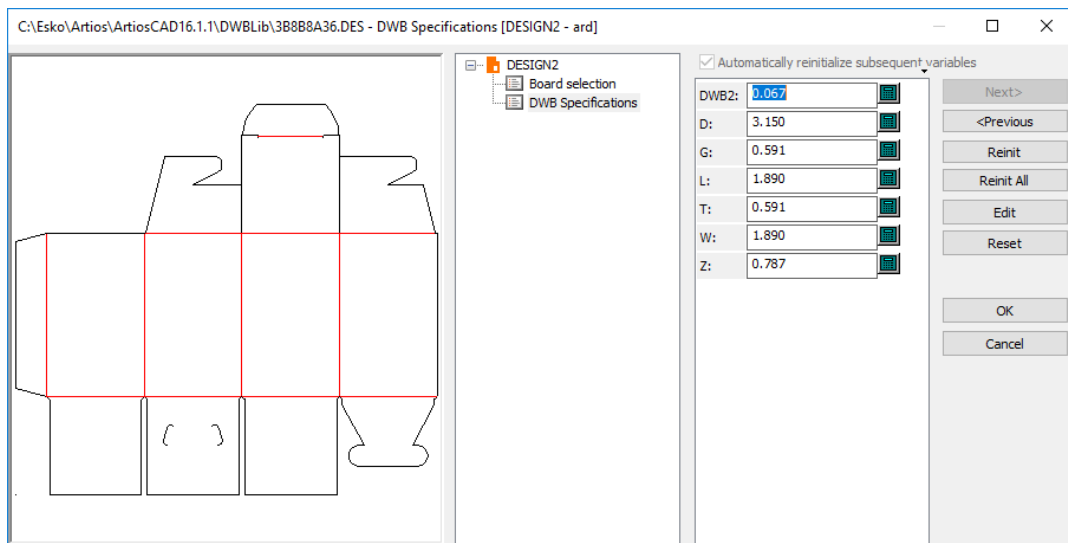 C:\Esko\Artios\ArtiosCAD16.1.1\DWBLib\3B8B8A36.DES - DWB Specifications [DESIGN2 - ard]
DESIGN2
Board selection
DWB Specifications
Automatically reinitialize subsequent variables
DWB2: 0.067
D: 3.150
G: 0.591
L: 1.890
T: 0.591
W: 1.890
Z: 0.787
Next>
<Previous
Reinit
Reinit All
Edit
Reset
OK
Cancel